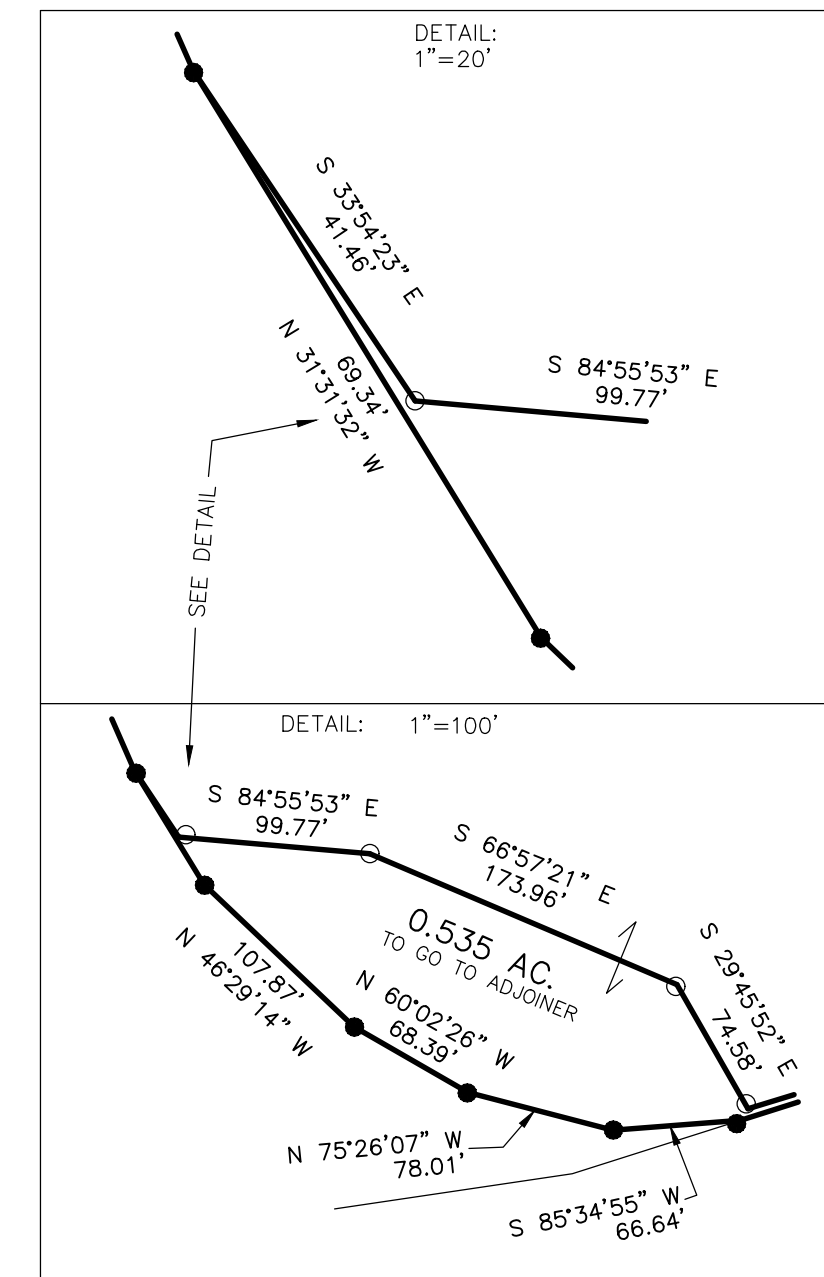 DETAIL:
1"=20'
S 33°54'23" E
41.46'
69.34'
N 31°31'32" W
S 84°55'53" E
99.77'
SEE DETAIL
DETAIL: 1"=100'
S 84°55'53" E
99.77'
S 66°57'21" E
173.96'
0.535 AC.
TO GO TO ADJOINER
S 29°45'52" E
74.58'
107.87'
N 46°29'14" W
N 60°02'26" W
68.39'
N 75°26'07" W
78.01'
S 85°34'55" W
66.64'